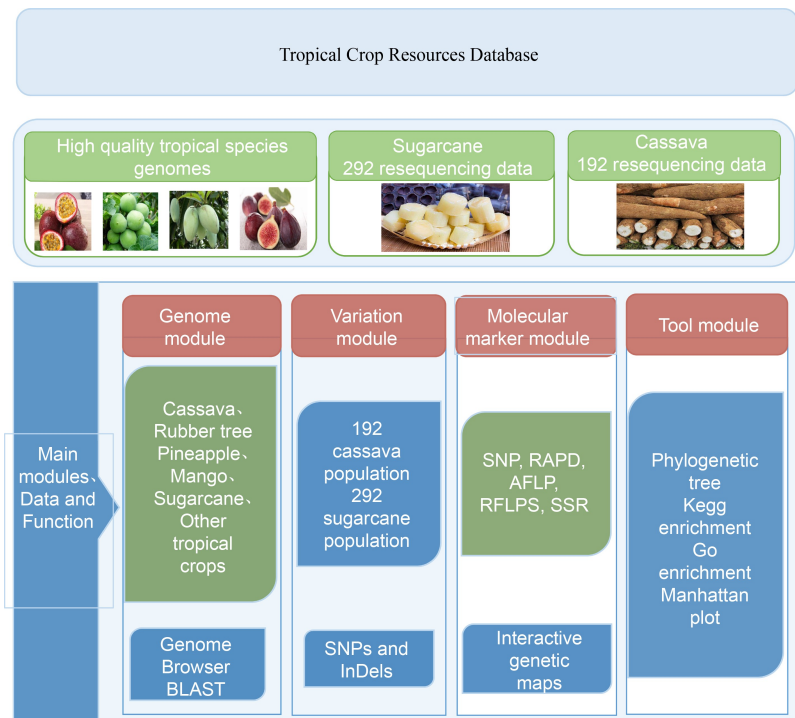 Tropical Crop Resources Database
High quality tropical species
genomes
Sugarcane
292 resequencing data
Cassava
192 resequencing data
Main
modules、
Data and
Function
Genome
module
Cassava、
Rubber tree
Pineapple、
Mango、
Sugarcane、
Other
tropical
crops
Genome
Browser
BLAST
Variation
module
192
cassava
population
292
sugarcane
population
SNPs and
InDels
Molecular
marker module
SNP, RAPD,
AFLP,
RFLPS, SSR
Interactive
genetic
maps
Tool module
Phylogenetic
tree
Kegg
enrichment
Go
enrichment
Manhattan
plot